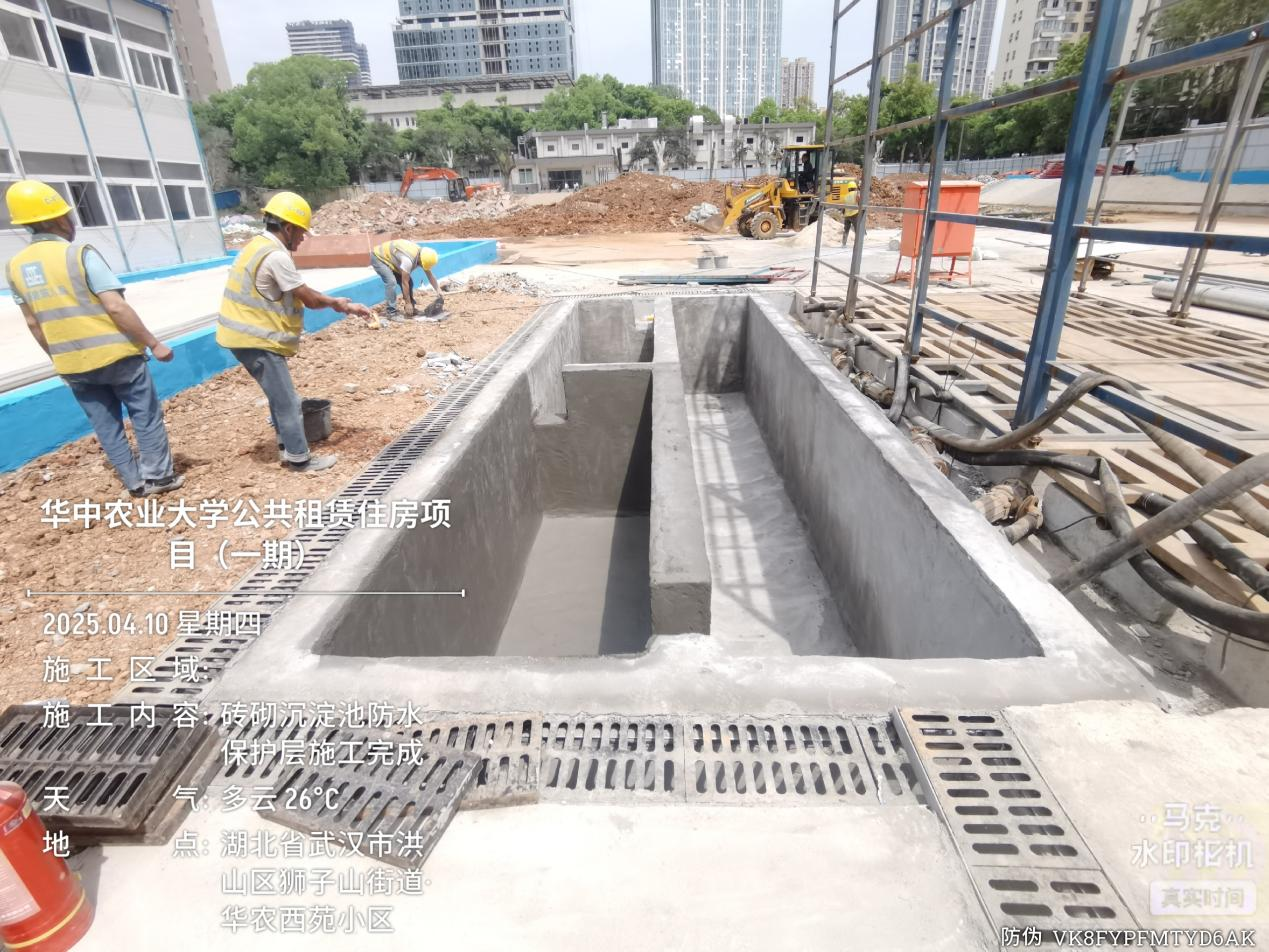 华中农业大学公共租赁住房项
目（一期）
2025.04.10 星期四
施工区域:
施工内容: 砖砌沉淀池防水
保护层施工完成
天气: 多云 26℃
地点: 湖北省武汉市洪
山区狮子山街道·
华农西苑小区
马克
水印相机
真实时间
防伪 VK8FYPFMTYD6AK